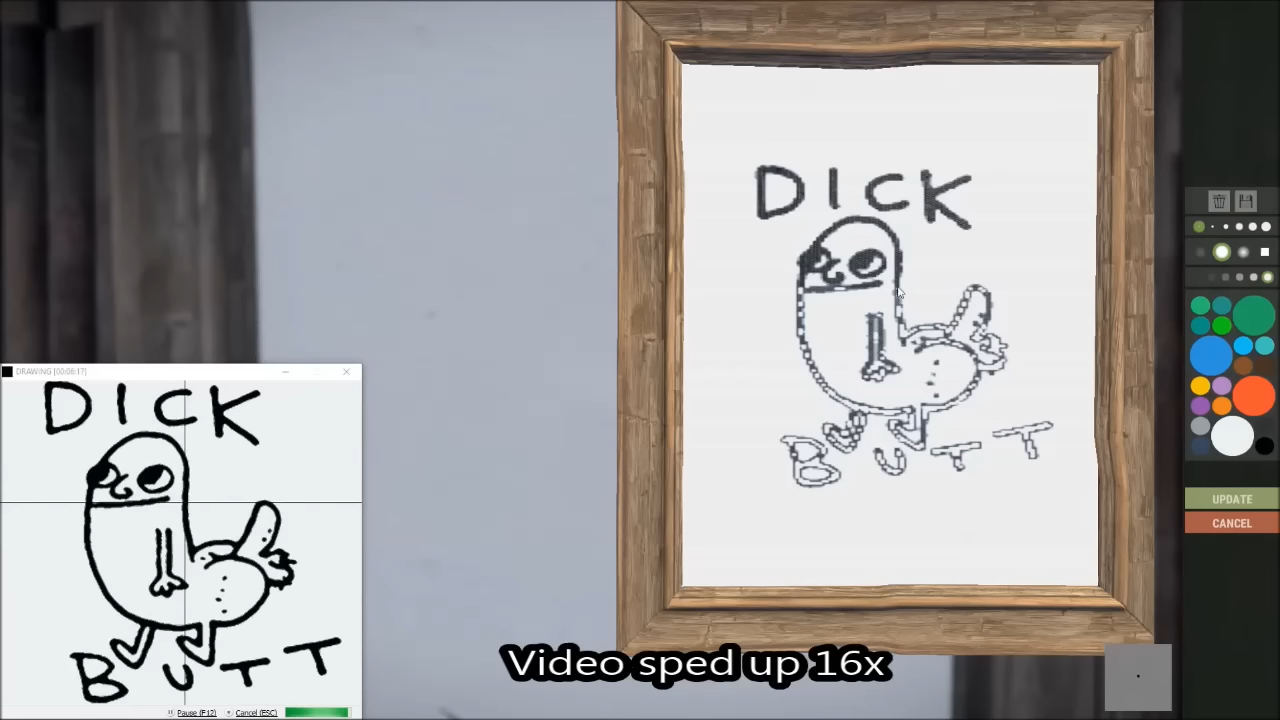 DICK
DRAWING [00:06:17]
DICK
BUTT
BUTT
UPDATE
CANCEL
Video sped up 16x
Pause (F12) Cancel (ESC)